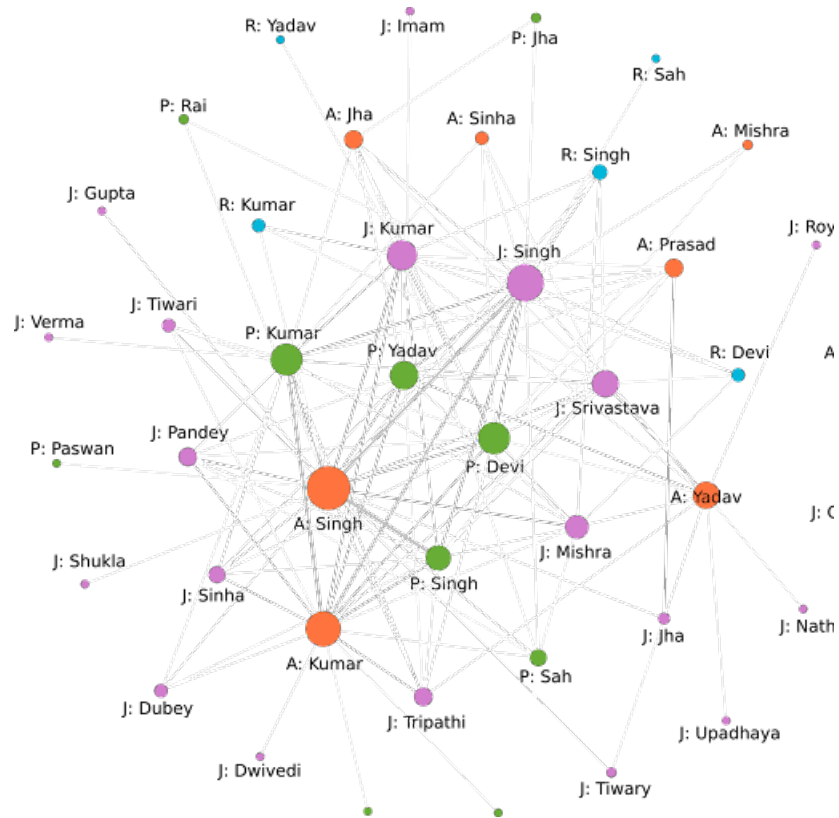 R: Yadav
J: Imam
P: Jha
R: Sah
P: Rai
A: Jha
A: Sinha
A: Mishra
R: Singh
J: Gupta
R: Kumar
J: Kumar
J: Singh
A: Prasad
J: Roy
J: Tiwari
J: Verma
P: Kumar
P: Yadav
R: Devi
A
J: Srivastava
J: Pandey
P: Paswan
P: Devi
A: Yadav
A: Singh
J: C
J: Mishra
J: Shukla
P: Singh
J: Sinha
J: Jha
J: Nath
A: Kumar
P: Sah
J: Dubey
J: Tripathi
J: Upadhaya
J: Dwivedi
J: Tiwary